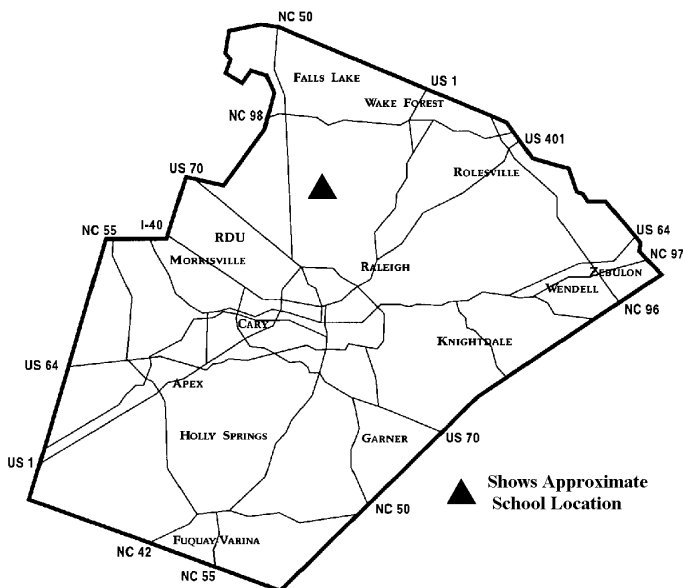 NC 50
FALLS LAKE
US 1
WAKE FOREST
NC 98
US 401
US 70
ROLESVILLE
NC 55
I-40
RDU
US 64
MORRISVILLE
RALEIGH
NC 97
ZEBULON
WENDELL
NC 96
CARY
KNIGHTDALE
US 64
APEX
HOLLY SPRINGS
GARNER
US 70
US 1
Shows Approximate
School Location
NC 50
FUQUAY-VARINA
NC 42
NC 55